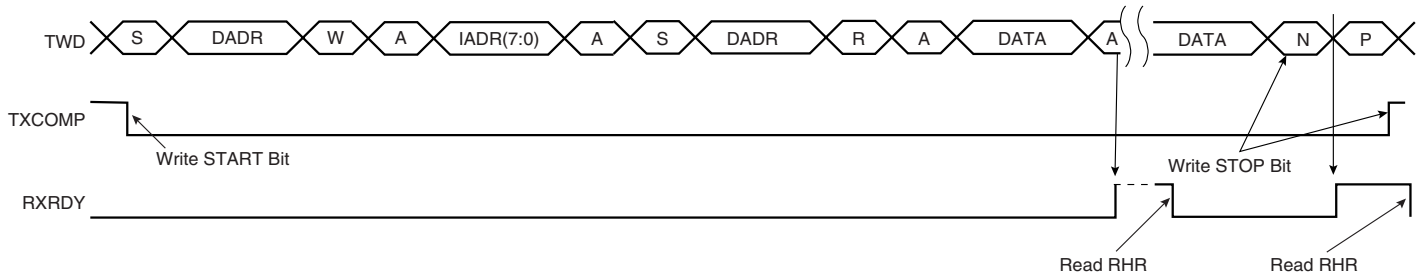 TWD S DADR W A IADR(7:0) A S DADR R A DATA A DATA N P
TXCOMP
Write START Bit
Write STOP Bit
RXRDY
Read RHR Read RHR